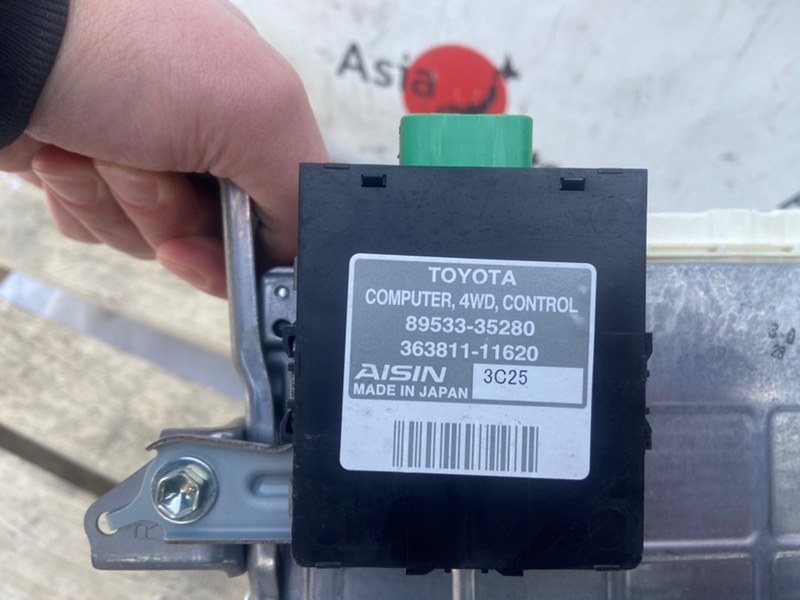 Asia
TOYOTA
COMPUTER, 4WD, CONTROL
89533-35280
363811-11620
AISIN 3C25
MADE IN JAPAN
R